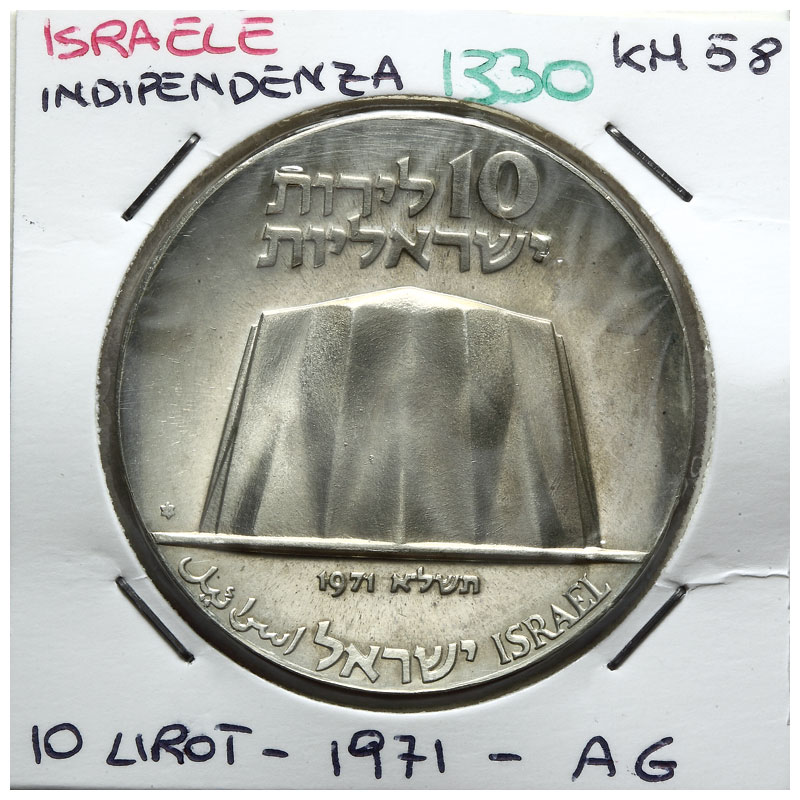 ISRAELE
INDIPENDENZA
1330
KM 58
10 לירות
ישראליות
תשל"א 1971
اسرائيل ישראל ISRAEL
10 LIROT - 1971 - AG